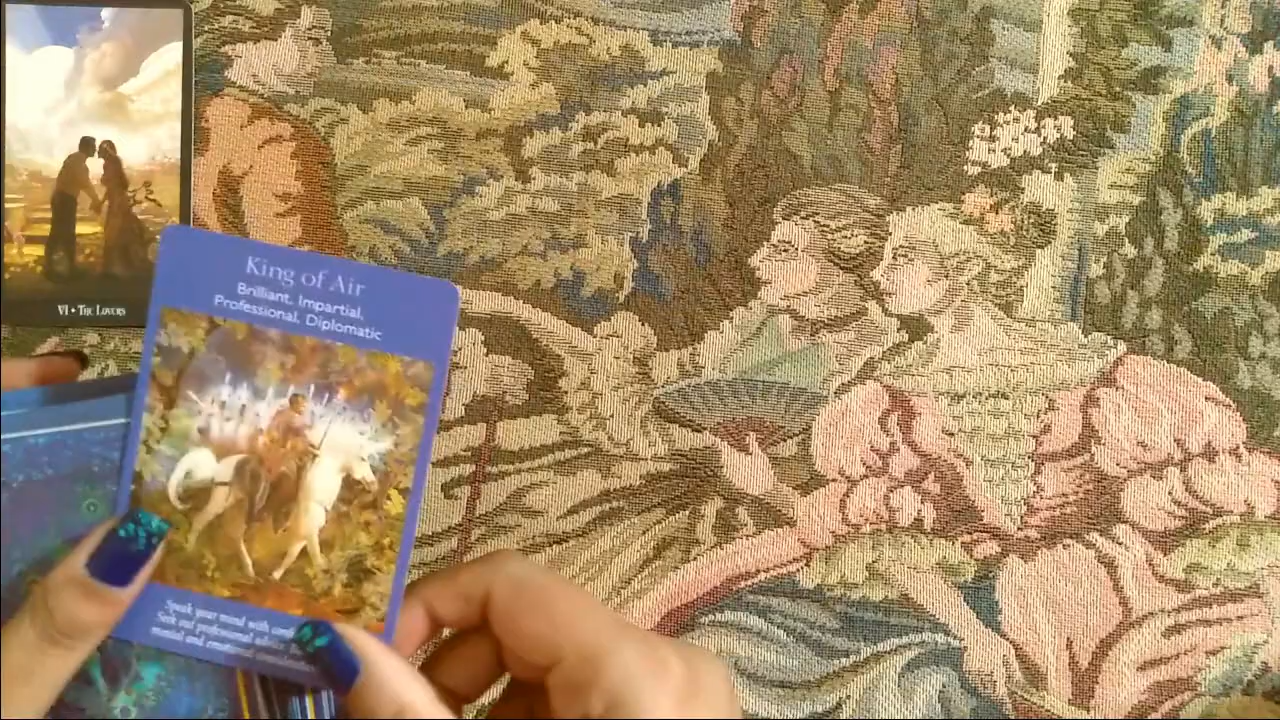 VI • The Lovers
King of Air
Brilliant, Impartial,
Professional, Diplomatic
Speak your mind with
Seek out professional advice.
mental and emotional